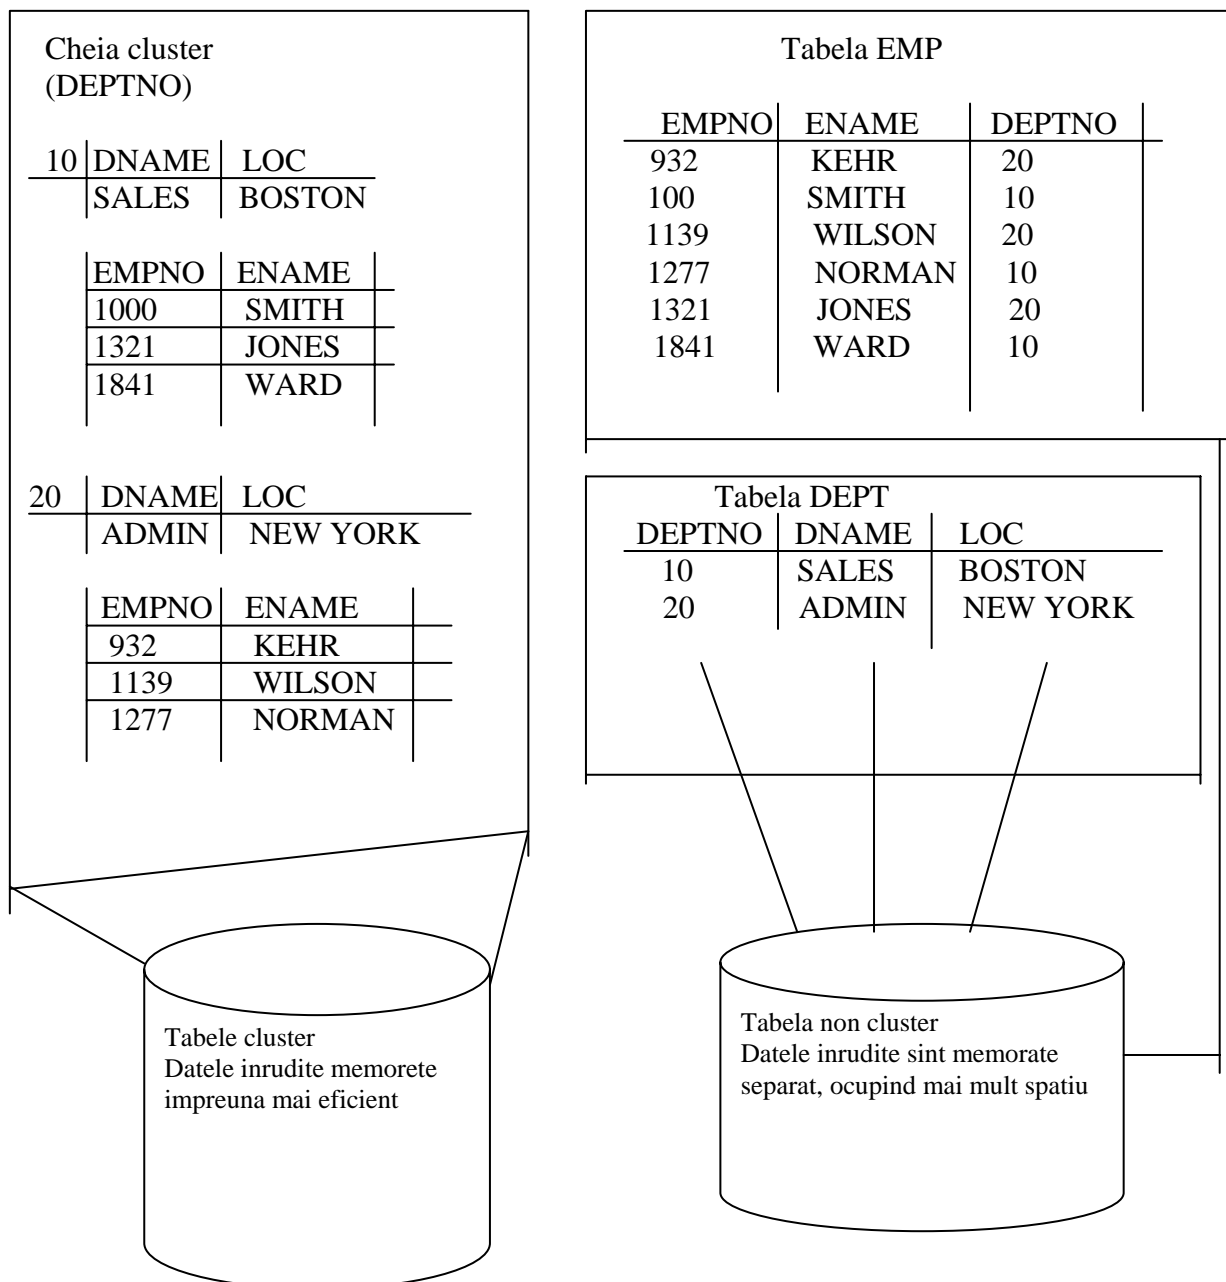 Cheia cluster
(DEPTNO)
10 DNAME LOC
SALES BOSTON
EMPNO ENAME
1000 SMITH
1321 JONES
1841 WARD
20 DNAME LOC
ADMIN NEW YORK
EMPNO ENAME
932 KEHR
1139 WILSON
1277 NORMAN
Tabele cluster
Datele inrudite memorete
impreuna mai eficient
Tabela EMP
EMPNO ENAME DEPTNO
932 KEHR 20
100 SMITH 10
1139 WILSON 20
1277 NORMAN 10
1321 JONES 20
1841 WARD 10
Tabela DEPT
DEPTNO DNAME LOC
10 SALES BOSTON
20 ADMIN NEW YORK
Tabela non cluster
Datele inrudite sint memorate
separat, ocupind mai mult spatiu